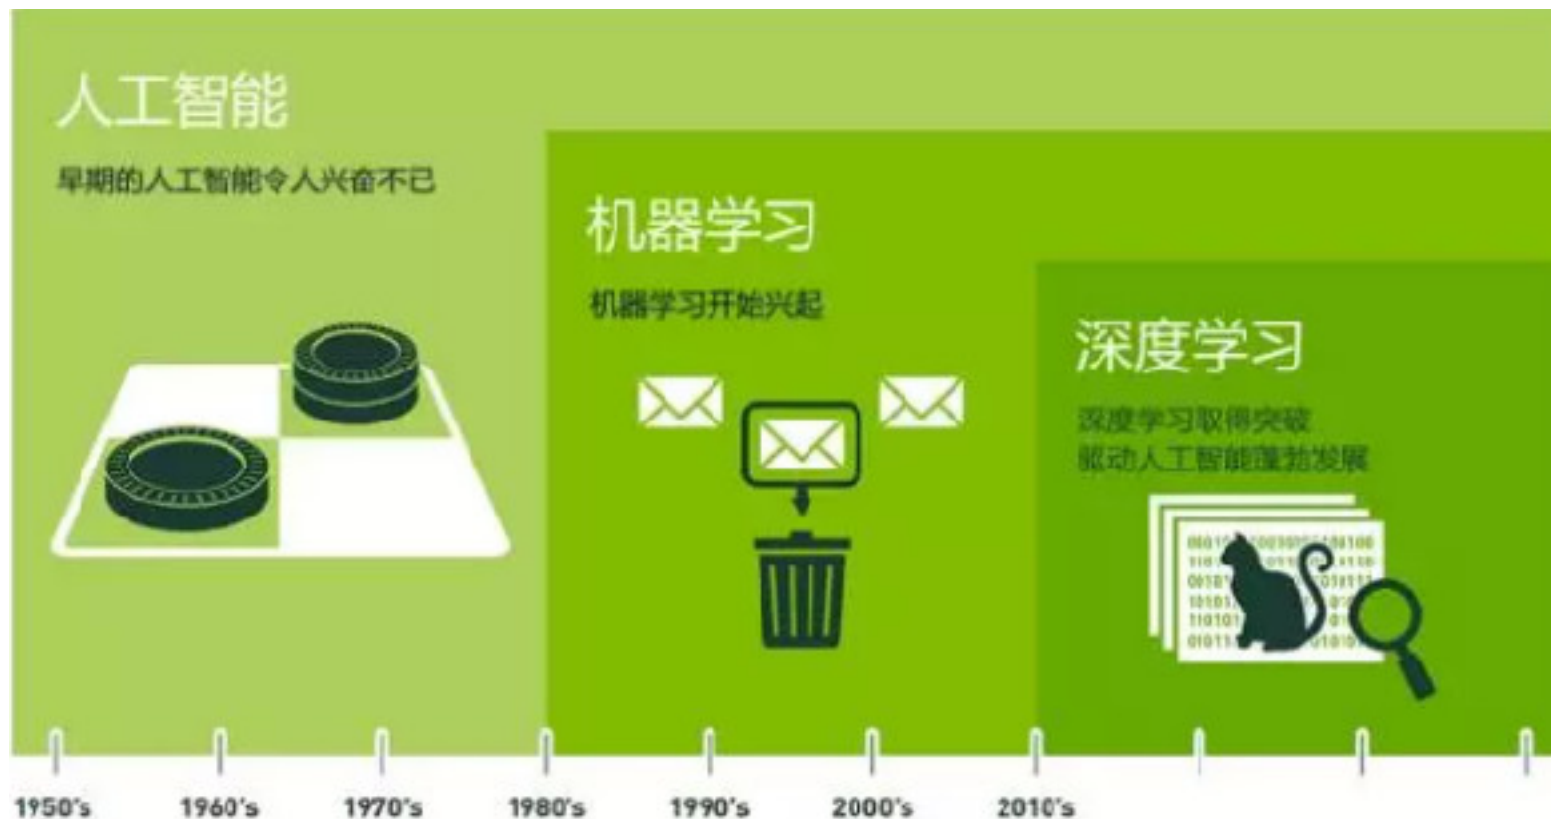 人工智能
早期的人工智能令人兴奋不已
机器学习
机器学习开始兴起
深度学习
深度学习取得突破
驱动人工智能蓬勃发展
1950's
1960's
1970's
1980's
1990's
2000's
2010's